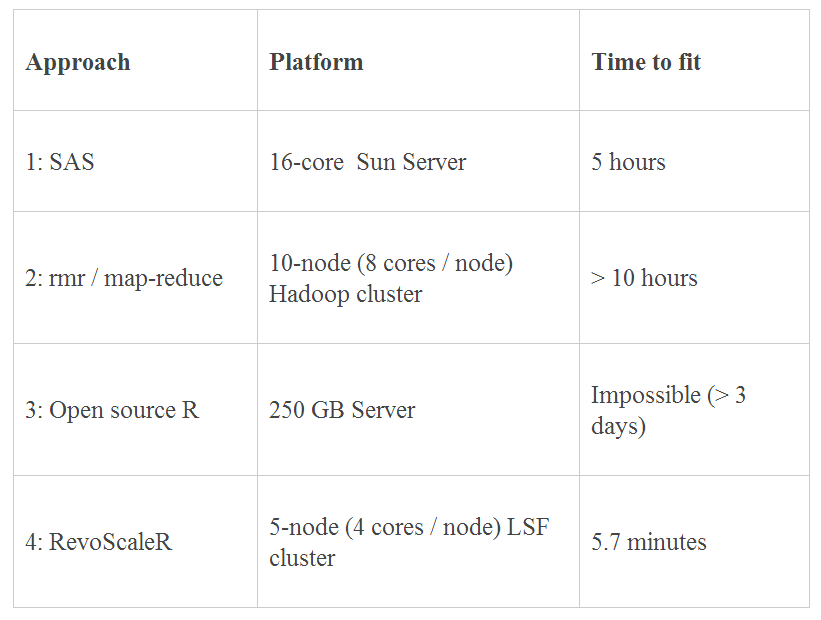 Approach Platform Time to fit
1: SAS 16-core  Sun Server 5 hours
2: rmr / map-reduce 10-node (8 cores / node)
Hadoop cluster > 10 hours
3: Open source R 250 GB Server Impossible (> 3
days)
4: RevoScaleR 5-node (4 cores / node) LSF
cluster 5.7 minutes